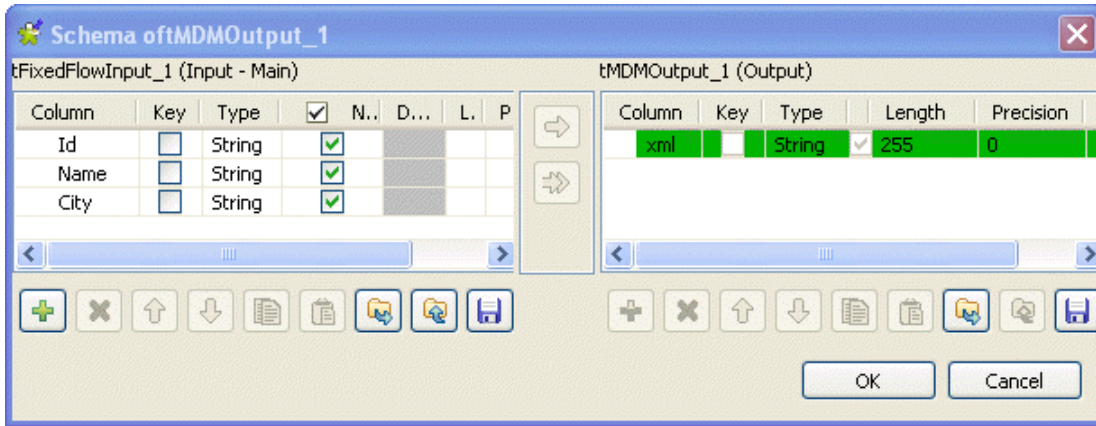 Schema oftMDMOutput_1
tFixedFlowInput_1 (Input - Main)
tMDMOutput_1 (Output)
Column Key Type N.. D... L. P
Id String
Name String
City String
Column Key Type Length Precision
xml String 255 0
OK Cancel